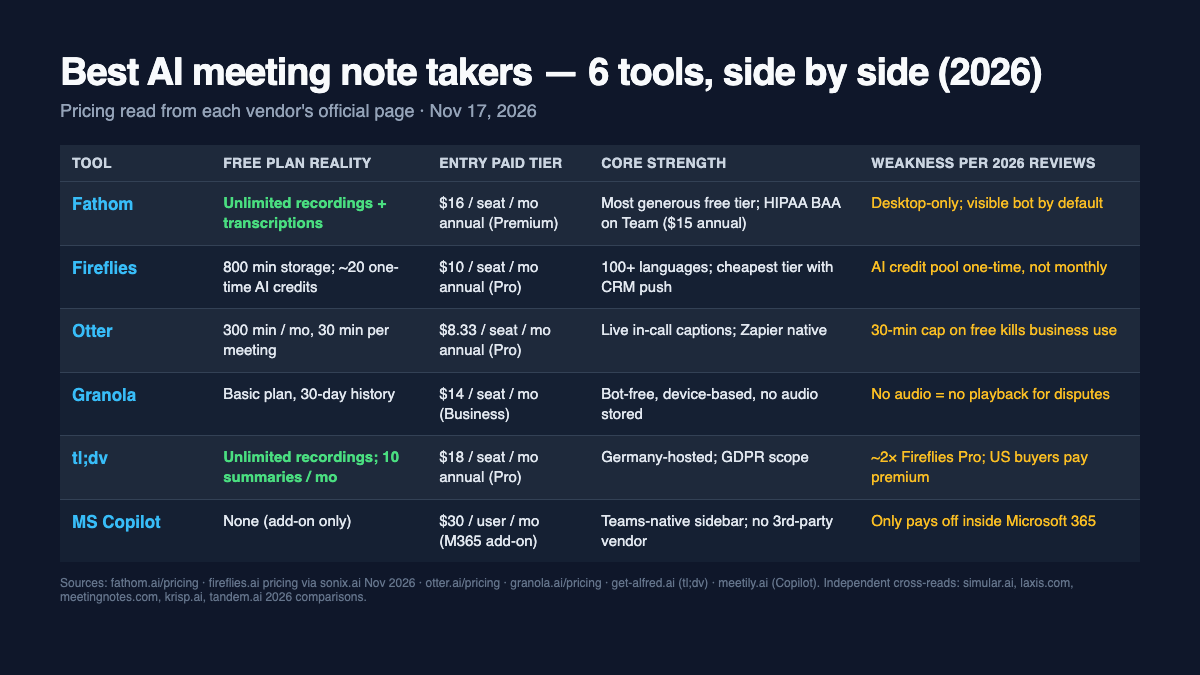 Best AI meeting note takers — 6 tools, side by side (2026)
Pricing read from each vendor's official page · Nov 17, 2026
TOOL FREE PLAN REALITY ENTRY PAID TIER CORE STRENGTH WEAKNESS PER 2026 REVIEWS
Fathom
Unlimited recordings +
transcriptions
$16 / seat / mo
annual (Premium)
Most generous free tier; HIPAA BAA
on Team ($15 annual)
Desktop-only; visible bot by default
Fireflies
800 min storage; ~20 one-
time AI credits
$10 / seat / mo
annual (Pro)
100+ languages; cheapest tier with
CRM push
AI credit pool one-time, not monthly
Otter
300 min / mo, 30 min per
meeting
$8.33 / seat / mo
annual (Pro)
Live in-call captions; Zapier native
30-min cap on free kills business use
Granola
Basic plan, 30-day history
$14 / seat / mo
(Business)
Bot-free, device-based, no audio
stored
No audio = no playback for disputes
tl;dv
Unlimited recordings; 10
summaries / mo
$18 / seat / mo
annual (Pro)
Germany-hosted; GDPR scope
~2× Fireflies Pro; US buyers pay
premium
MS Copilot
None (add-on only)
$30 / user / mo
(M365 add-on)
Teams-native sidebar; no 3rd-party
vendor
Only pays off inside Microsoft 365
Sources: fathom.ai/pricing · fireflies.ai pricing via sonix.ai Nov 2026 · otter.ai/pricing · granola.ai/pricing · get-alfred.ai (tl;dv) · meetily.ai (Copilot). Independent cross-reads: simular.ai, laxis.com,
meetingnotes.com, krisp.ai, tandem.ai 2026 comparisons.